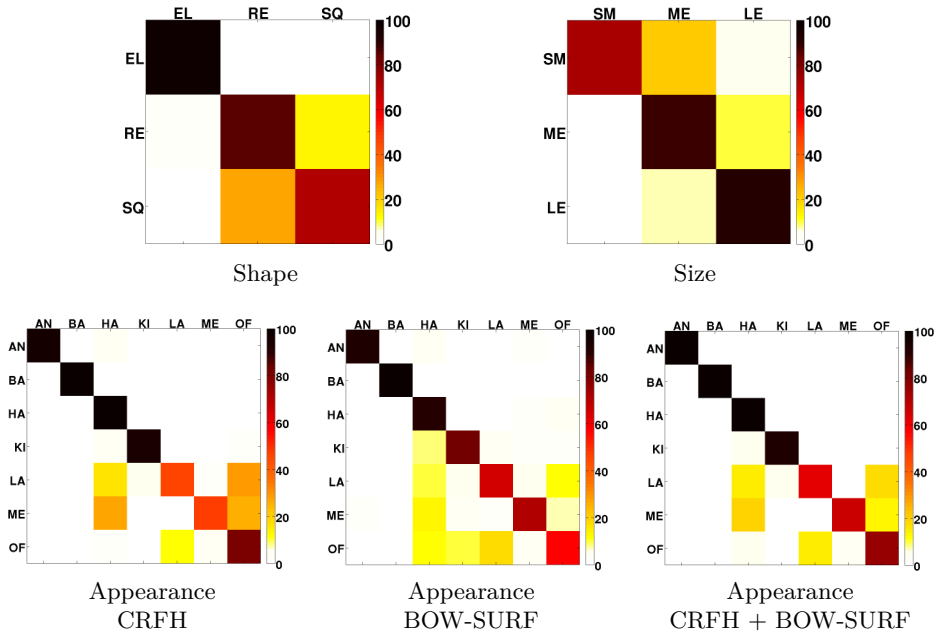 EL RE SQ
100
EL
80
60
RE
40
20
SQ
0
Shape
SM ME LE
100
SM
80
60
ME
40
20
LE
0
Size
AN BA HA KI LA ME OF
100
AN
80
BA
HA
60
KI
40
LA
20
ME
OF
0
Appearance
CRFH
AN BA HA KI LA ME OF
100
AN
80
BA
HA
60
KI
40
LA
20
ME
OF
0
Appearance
BOW-SURF
AN BA HA KI LA ME OF
100
AN
80
BA
HA
60
KI
40
LA
20
ME
OF
0
Appearance
CRFH + BOW-SURF